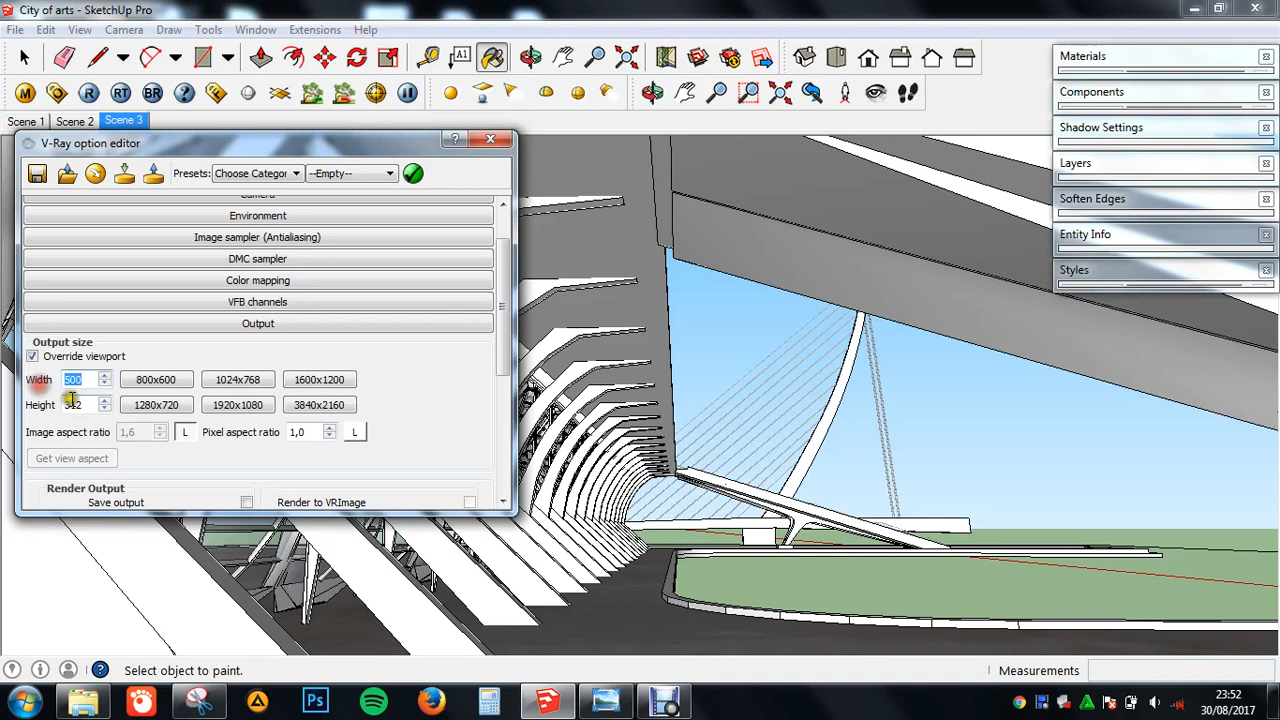 City of arts - SketchUp Pro
File Edit View Camera Draw Tools Window Extensions Help
A1
M R RT BR
Scene 1 Scene 2 Scene 3
Materials
Components
Shadow Settings
Layers
Soften Edges
Entity Info
Styles
V-Ray option editor
Presets: Choose Categor --Empty--
Environment
Image sampler (Antialiasing)
DMC sampler
Color mapping
VFB channels
Output
Output size
Override viewport
Width 500 800x600 1024x768 1600x1200
Height 1280x720 1920x1080 3840x2160
Image aspect ratio 1,6 L Pixel aspect ratio 1,0 L
Get view aspect
Render Output
Save output Render to VRImage
Select object to paint. Measurements
Ps
23:52
30/08/2017